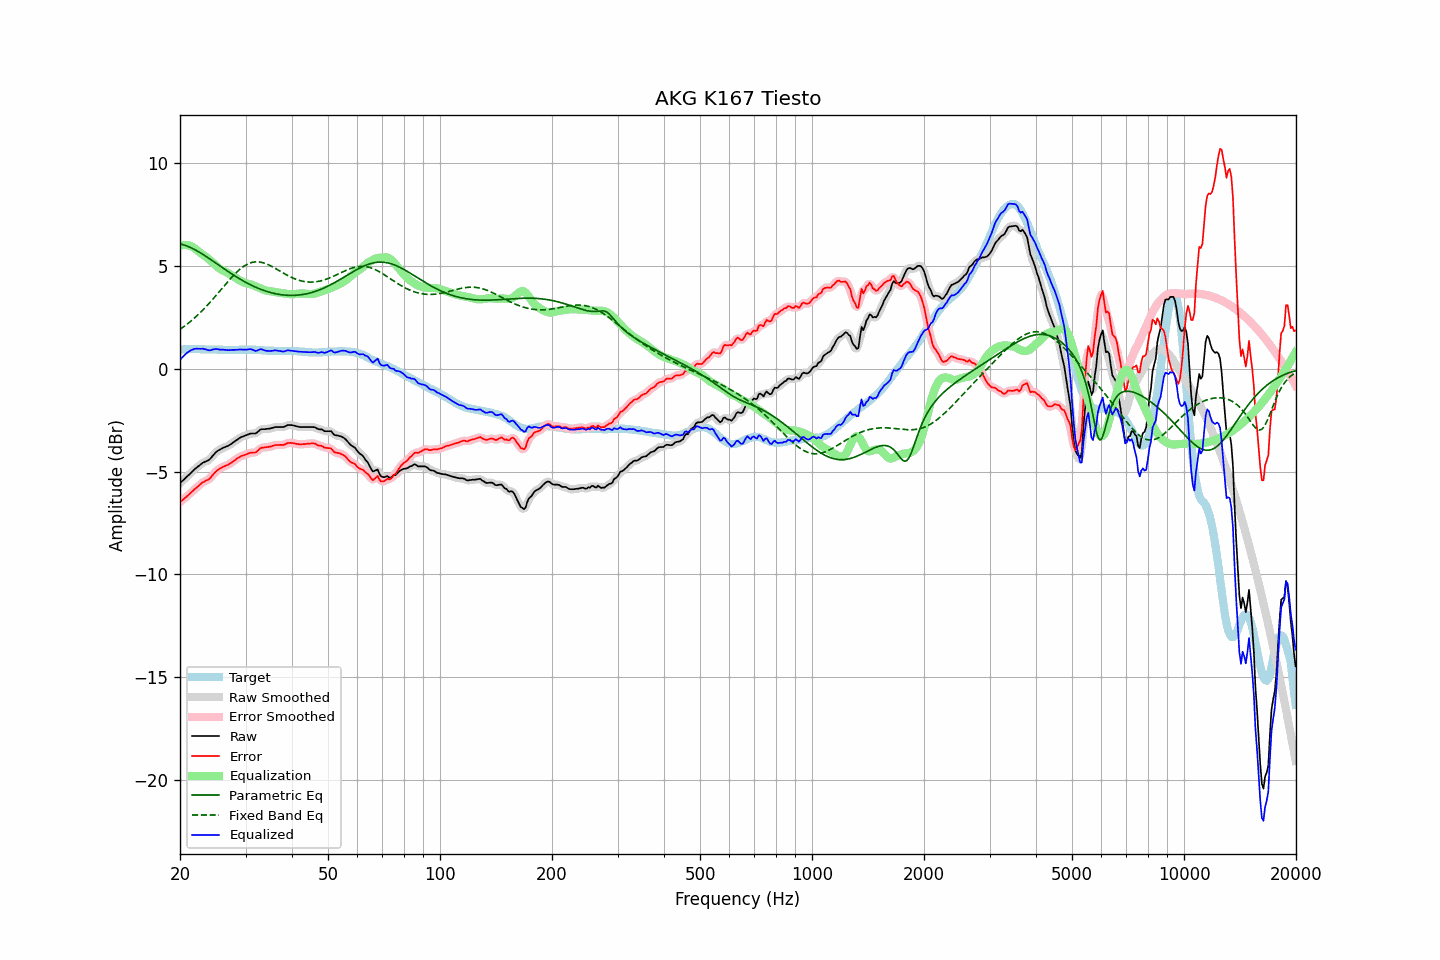 AKG K167 Tiesto
Amplitude (dBr)
10
5
0
−5
−10
−15
−20
Target
Raw Smoothed
Error Smoothed
Raw
Error
Equalization
Parametric Eq
Fixed Band Eq
Equalized
20 50 100 200 500 1000 2000 5000 10000 20000
Frequency (Hz)